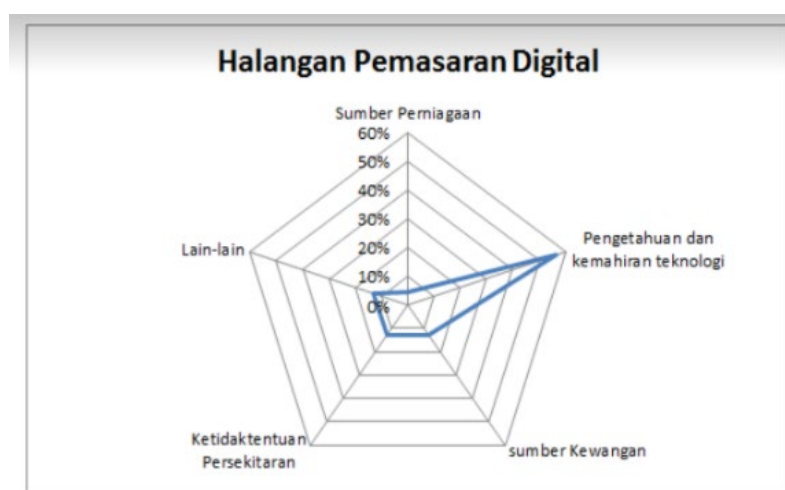 Halangan Pemasaran Digital
Sumber Perniagaan
60%
50%
40%
30%
20%
10%
0%
Pengetahuan dan
kemahiran teknologi
Lain-lain
Ketidaktentuan
Persekitaran
sumber Kewangan